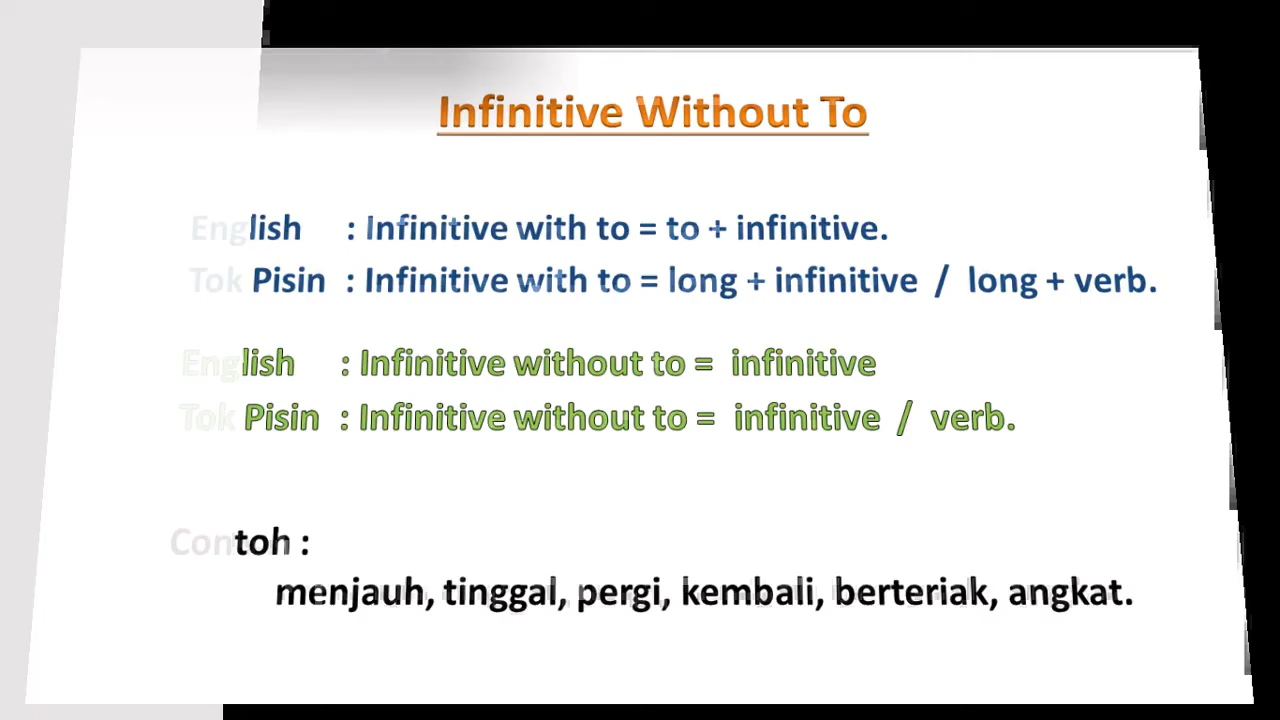 Infinitive Without To
English : Infinitive with to = to + infinitive.
Tok Pisin : Infinitive with to = long + infinitive / long + verb.
English : Infinitive without to = infinitive
Tok Pisin : Infinitive without to = infinitive / verb.
Contoh :
menjauh, tinggal, pergi, kembali, berteriak, angkat.